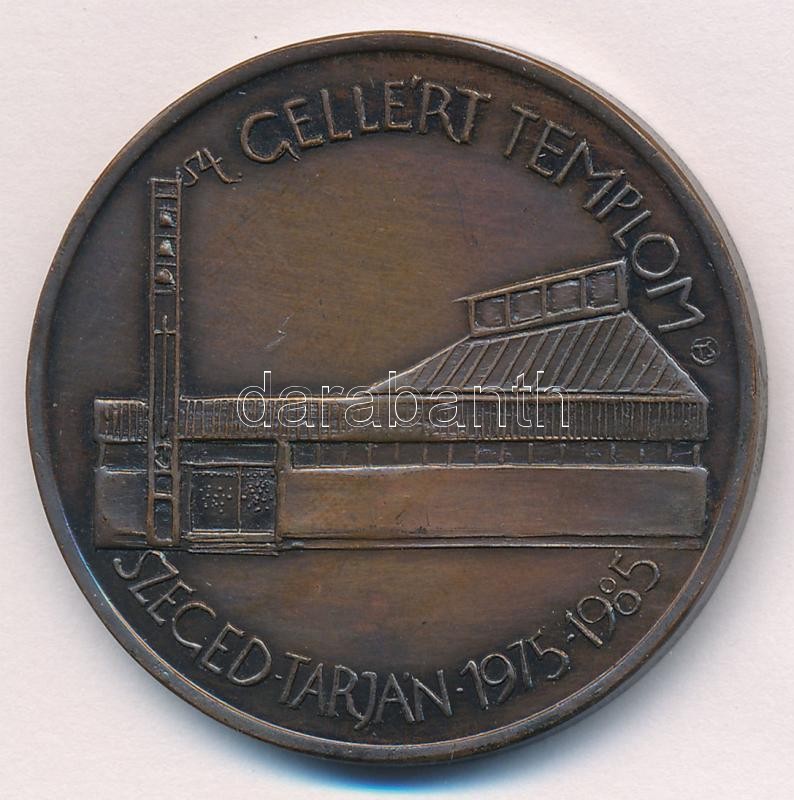 SZT. GELLÉRT TEMPLOM
darabanth
SZEGED-TARJÁN·1975-1985